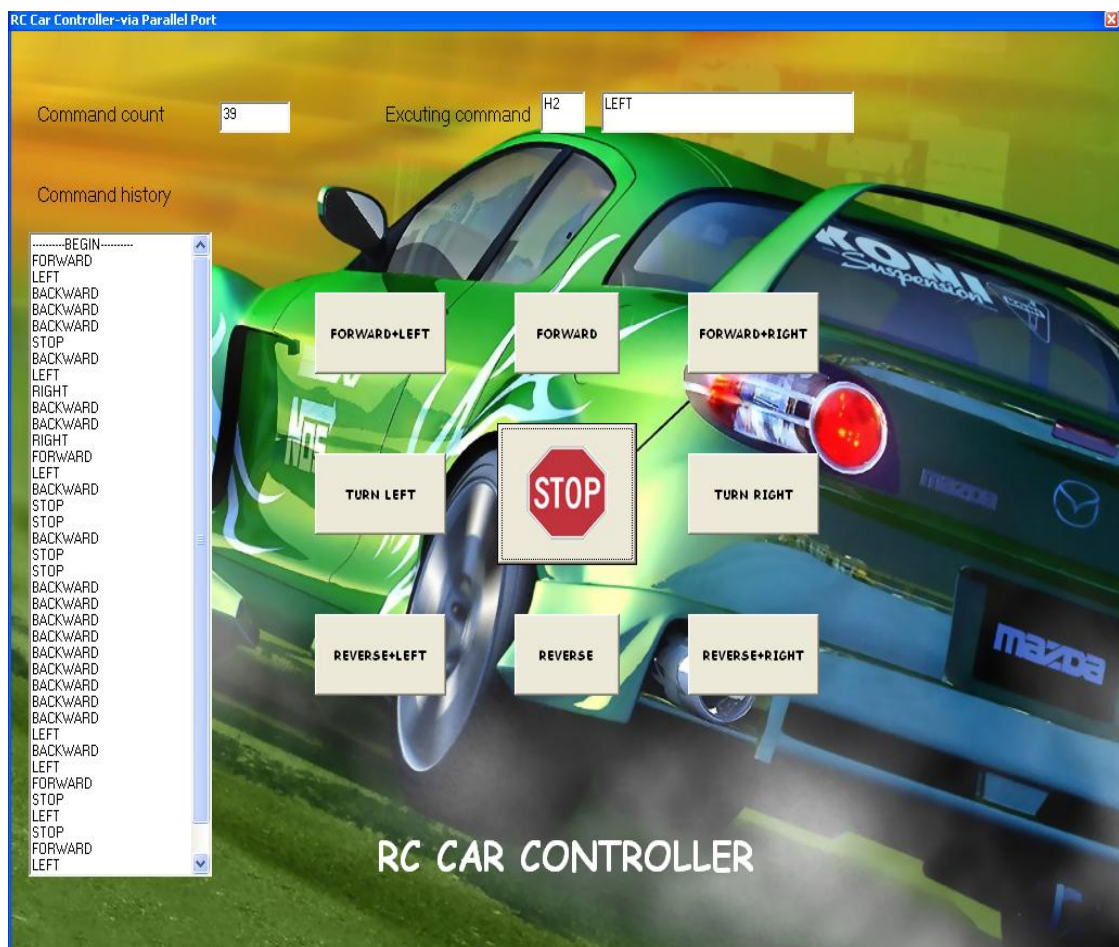 RC Car Controller-via Parallel Port
Command count
39
Excuting command
H2
LEFT
Command history
---------BEGIN---------
FORWARD
LEFT
BACKWARD
BACKWARD
BACKWARD
STOP
BACKWARD
LEFT
RIGHT
BACKWARD
BACKWARD
RIGHT
FORWARD
LEFT
BACKWARD
STOP
STOP
BACKWARD
STOP
STOP
BACKWARD
BACKWARD
BACKWARD
BACKWARD
BACKWARD
BACKWARD
BACKWARD
BACKWARD
BACKWARD
LEFT
BACKWARD
LEFT
FORWARD
STOP
LEFT
STOP
FORWARD
LEFT
KONI
Suspension
FORWARD+LEFT
FORWARD
FORWARD+RIGHT
NOS
TURN LEFT
STOP
TURN RIGHT
mazda
REVERSE+LEFT
REVERSE
REVERSE+RIGHT
mazda
RC CAR CONTROLLER